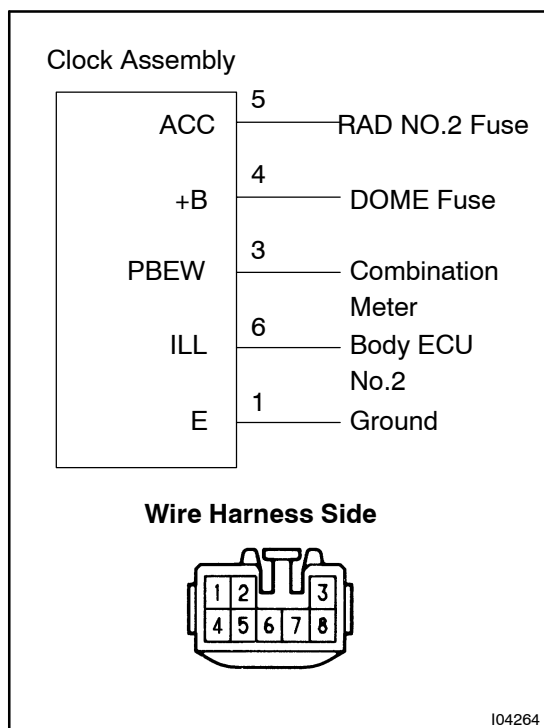 Clock Assembly
5
ACC
RAD NO.2 Fuse
4
+B
DOME Fuse
3
PBEW
Combination
Meter
6
ILL
Body ECU
No.2
1
E
Ground
Wire Harness Side
1 2 3
4 5 6 7 8
I04264